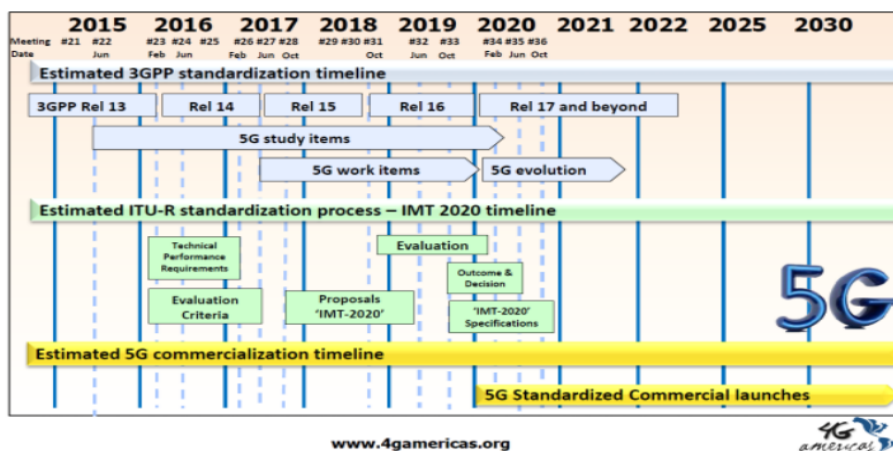 2015 2016 2017 2018 2019 2020 2021 2022 2025 2030
Meeting #21 #22 #23 #24 #25 #26 #27 #28 #29 #30 #31 #32 #33 #34 #35 #36
Date Jun Feb Jun Feb Jun Oct Oct Jun Oct Feb Jun Oct
Estimated 3GPP standardization timeline
3GPP Rel 13 Rel 14 Rel 15 Rel 16 Rel 17 and beyond
5G study items
5G work items 5G evolution
Estimated ITU-R standardization process – IMT 2020 timeline
Technical
Performance
Requirements
Evaluation
Outcome &
Decision
5G
Evaluation
Criteria
Proposals
'IMT-2020'
'IMT-2020'
Specifications
Estimated 5G commercialization timeline
5G Standardized Commercial launches
www.4gamericas.org
4G
americas